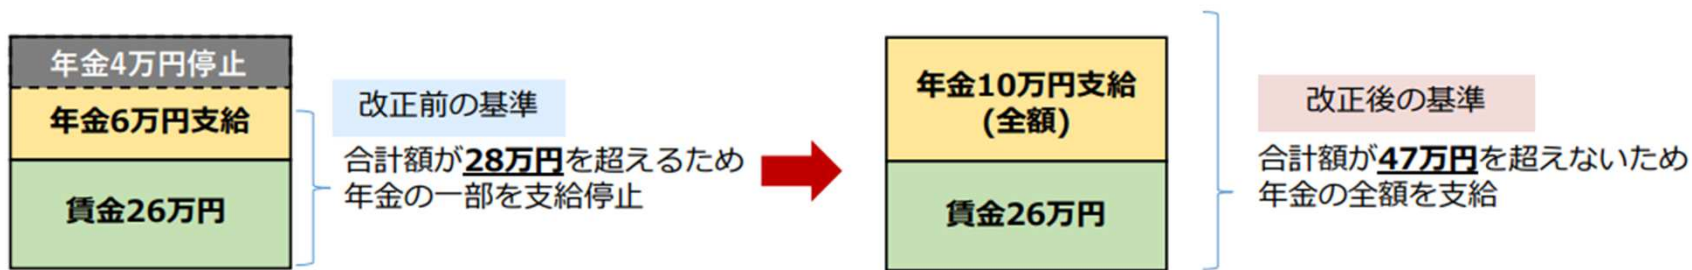 年金4万円停止
年金6万円支給
賃金26万円
改正前の基準
合計額が28万円を超えるため
年金の一部を支給停止
年金10万円支給
(全額)
賃金26万円
改正後の基準
合計額が47万円を超えないため
年金の全額を支給